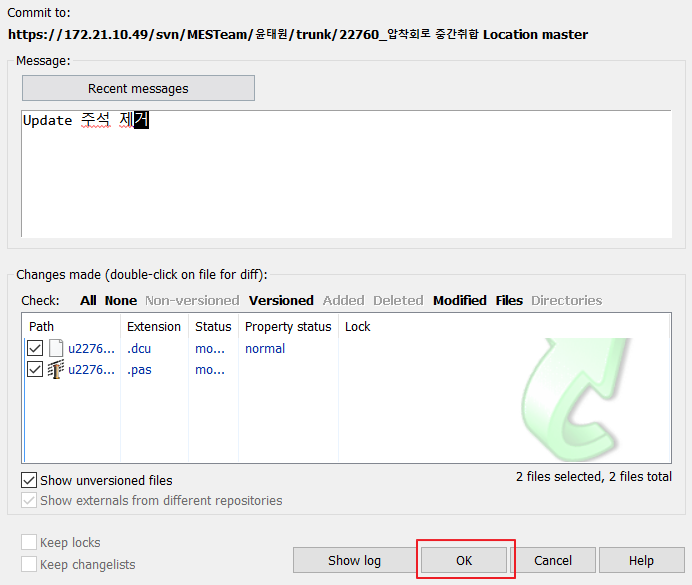 Commit to:
https://172.21.10.49/svn/MESTeam/윤태원/trunk/22760_압착회로 중간취합 Location master
Message:
Recent messages
Update 주석 제거
Changes made (double-click on file for diff):
Check: All None Non-versioned Versioned Added Deleted Modified Files Directories
Path Extension Status Property status Lock
u2276... .dcu mo... normal
u2276... .pas mo...
Show unversioned files
2 files selected, 2 files total
Show externals from different repositories
Keep locks
Keep changelists
Show log OK Cancel Help